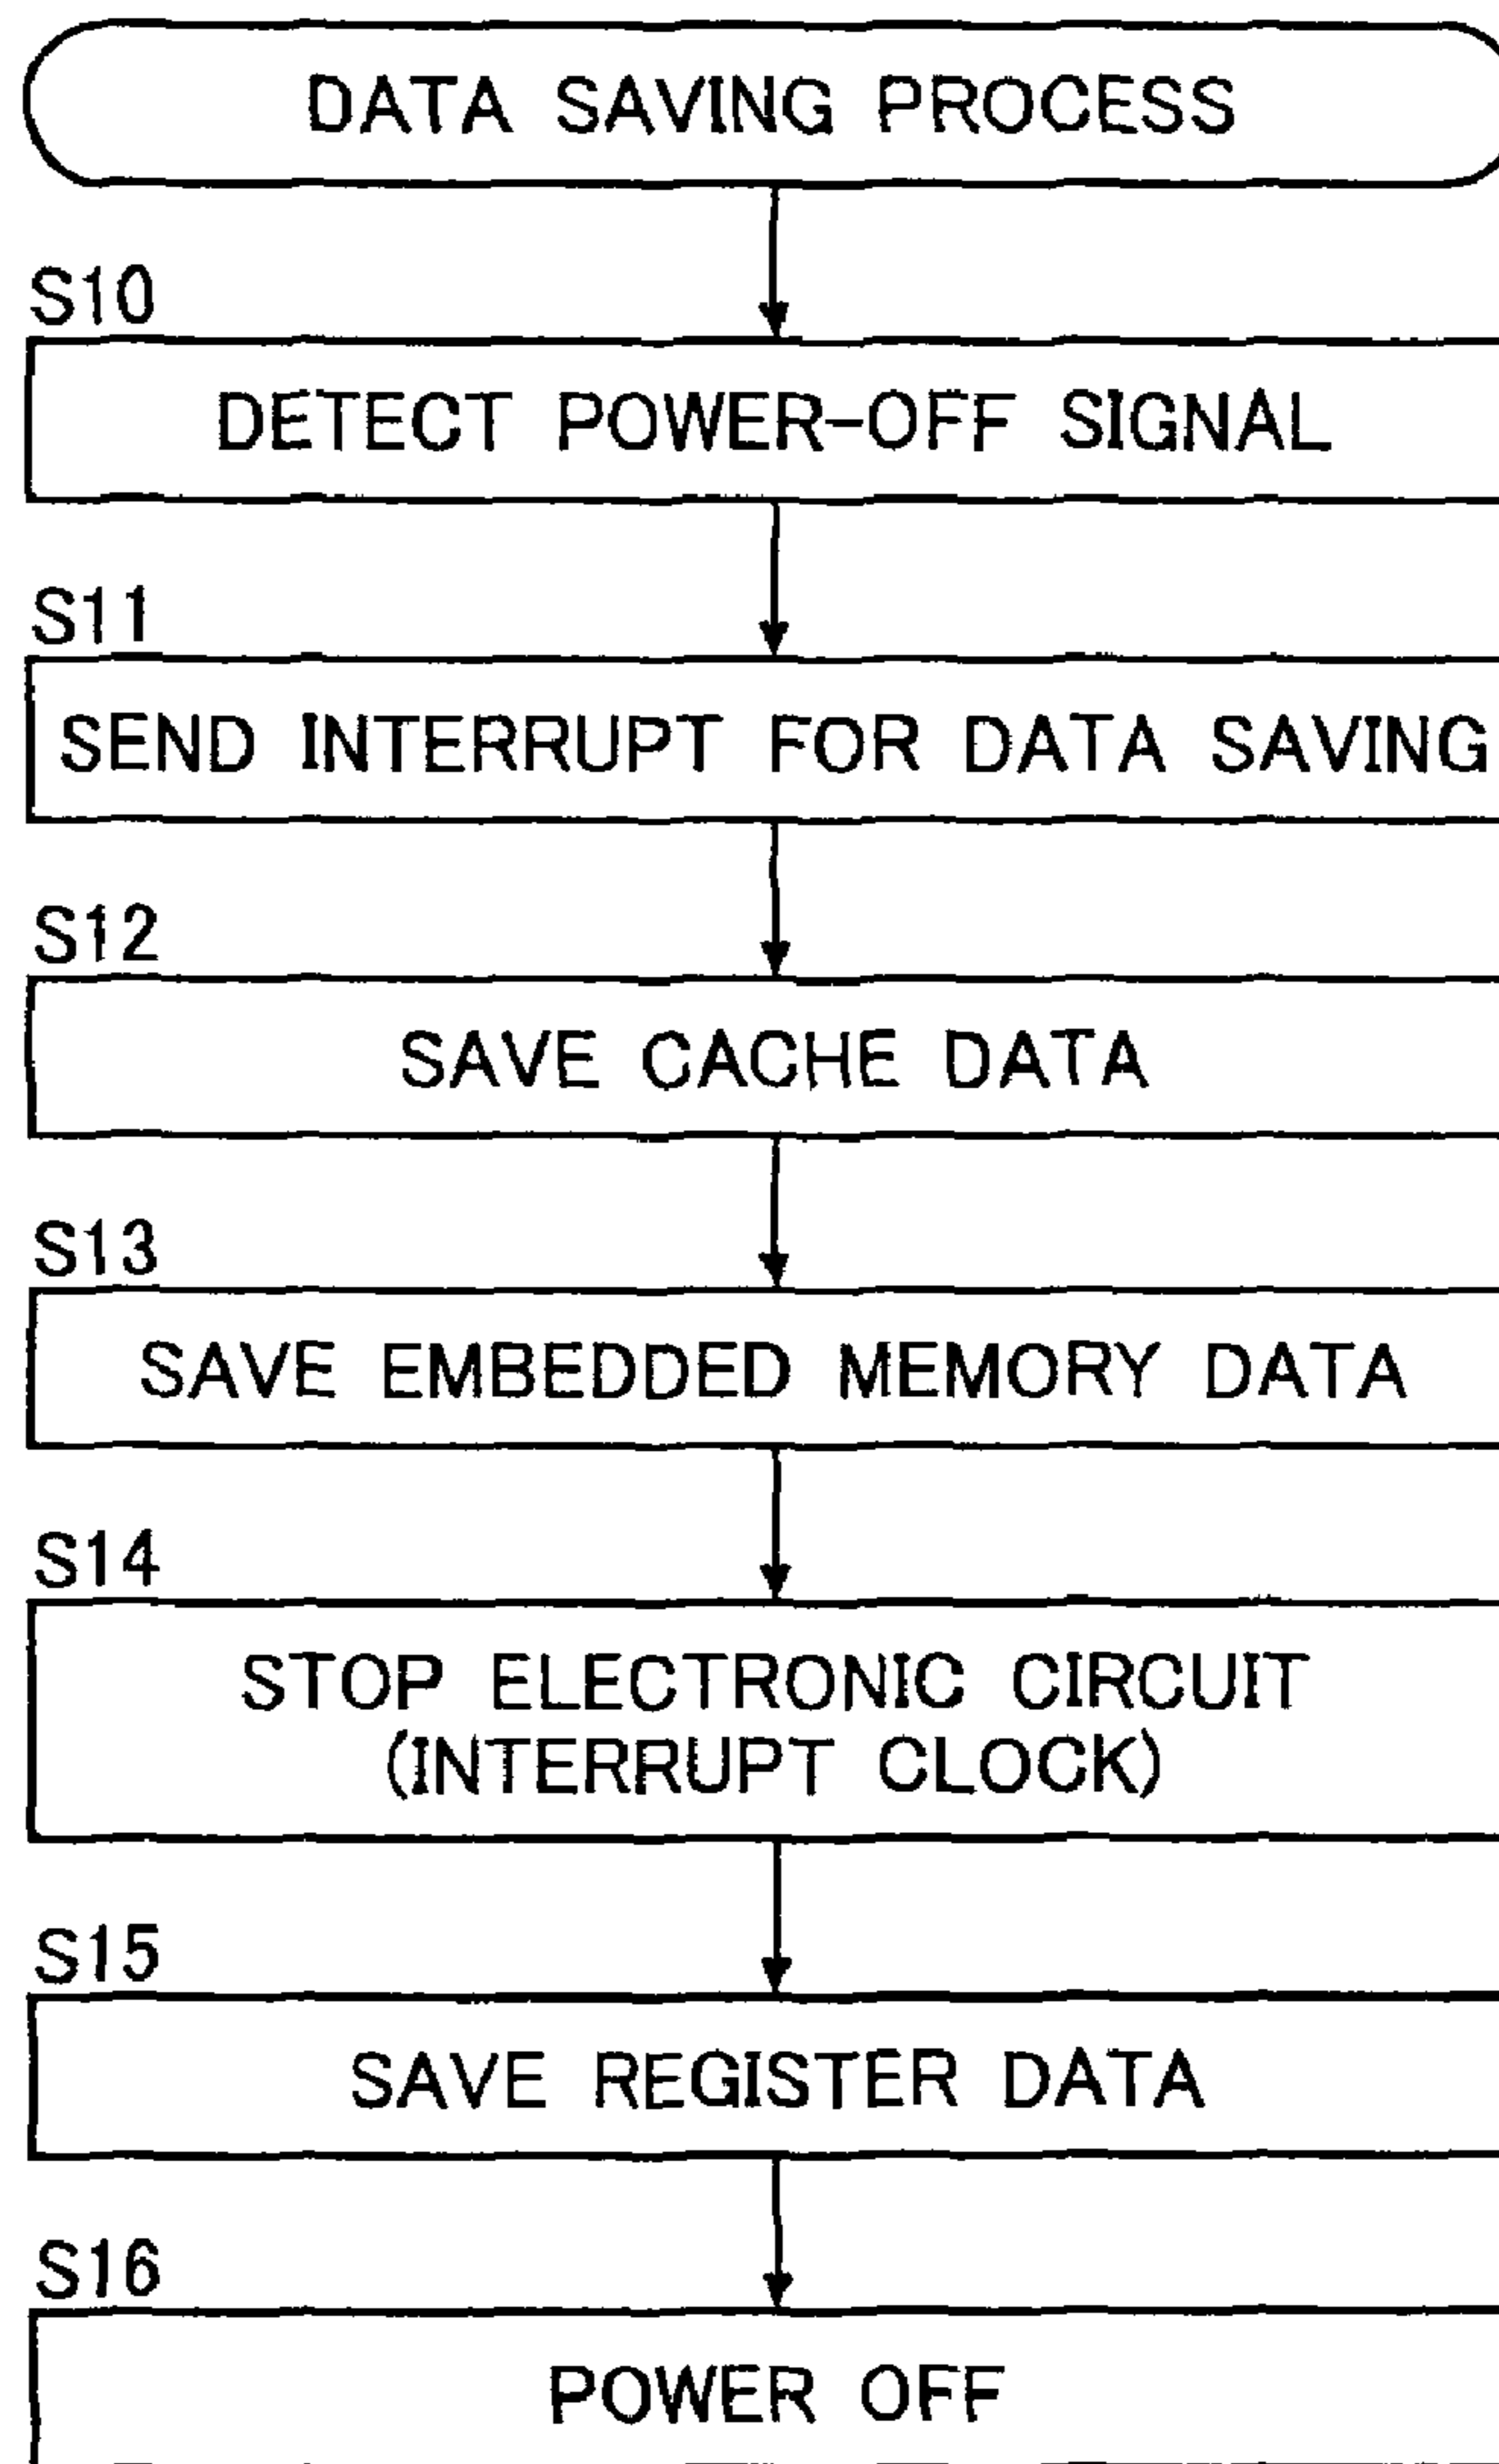 DATA SAVING PROCESS
S10
DETECT POWER-OFF SIGNAL
S11
SEND INTERRUPT FOR DATA SAVING
S12
SAVE CACHE DATA
S13
SAVE EMBEDDED MEMORY DATA
S14
STOP ELECTRONIC CIRCUIT
(INTERRUPT CLOCK)
S15
SAVE REGISTER DATA
S16
POWER OFF